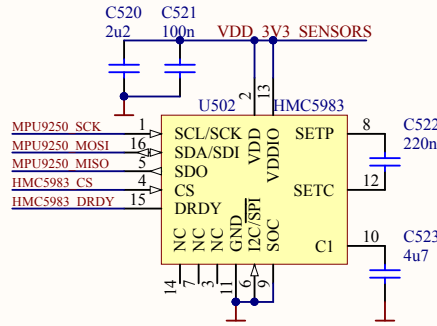 C520 C521
2u2 100n
VDD_3V3_SENSORS
2 13
U502 HMC5983
MPU9250_SCK 1 SCL/SCK
MPU9250_MOSI 16 SDA/SDI
MPU9250_MISO 5 SDO
HMC5983_CS 4 CS
HMC5983_DRDY 15 DRDY
VDD VDDIO
SETP 8
C522
220n
SETC 12
C1 10
C523
4u7
NC NC NC GND I2C/SPI SOC
14 7 3 11 6 9